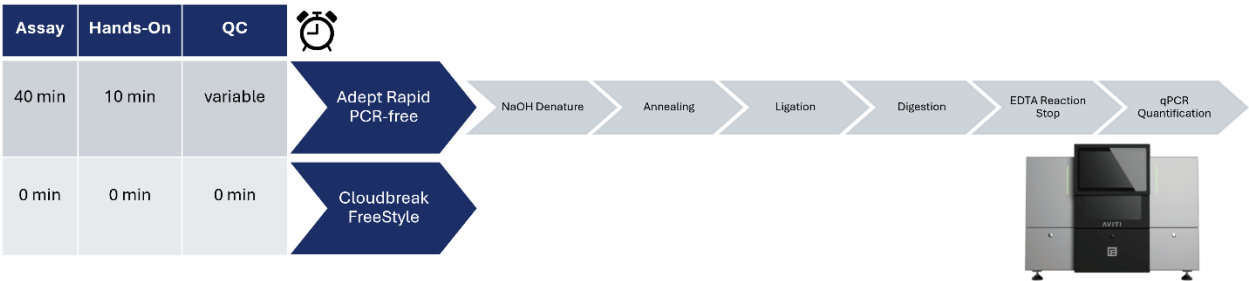 Assay Hands-On QC
40 min 10 min variable
Adept Rapid
PCR-free
NaOH Denature
Annealing
Ligation
Digestion
EDTA Reaction
Stop
qPCR
Quantification
0 min 0 min 0 min
Cloudbreak
FreeStyle
AVITI